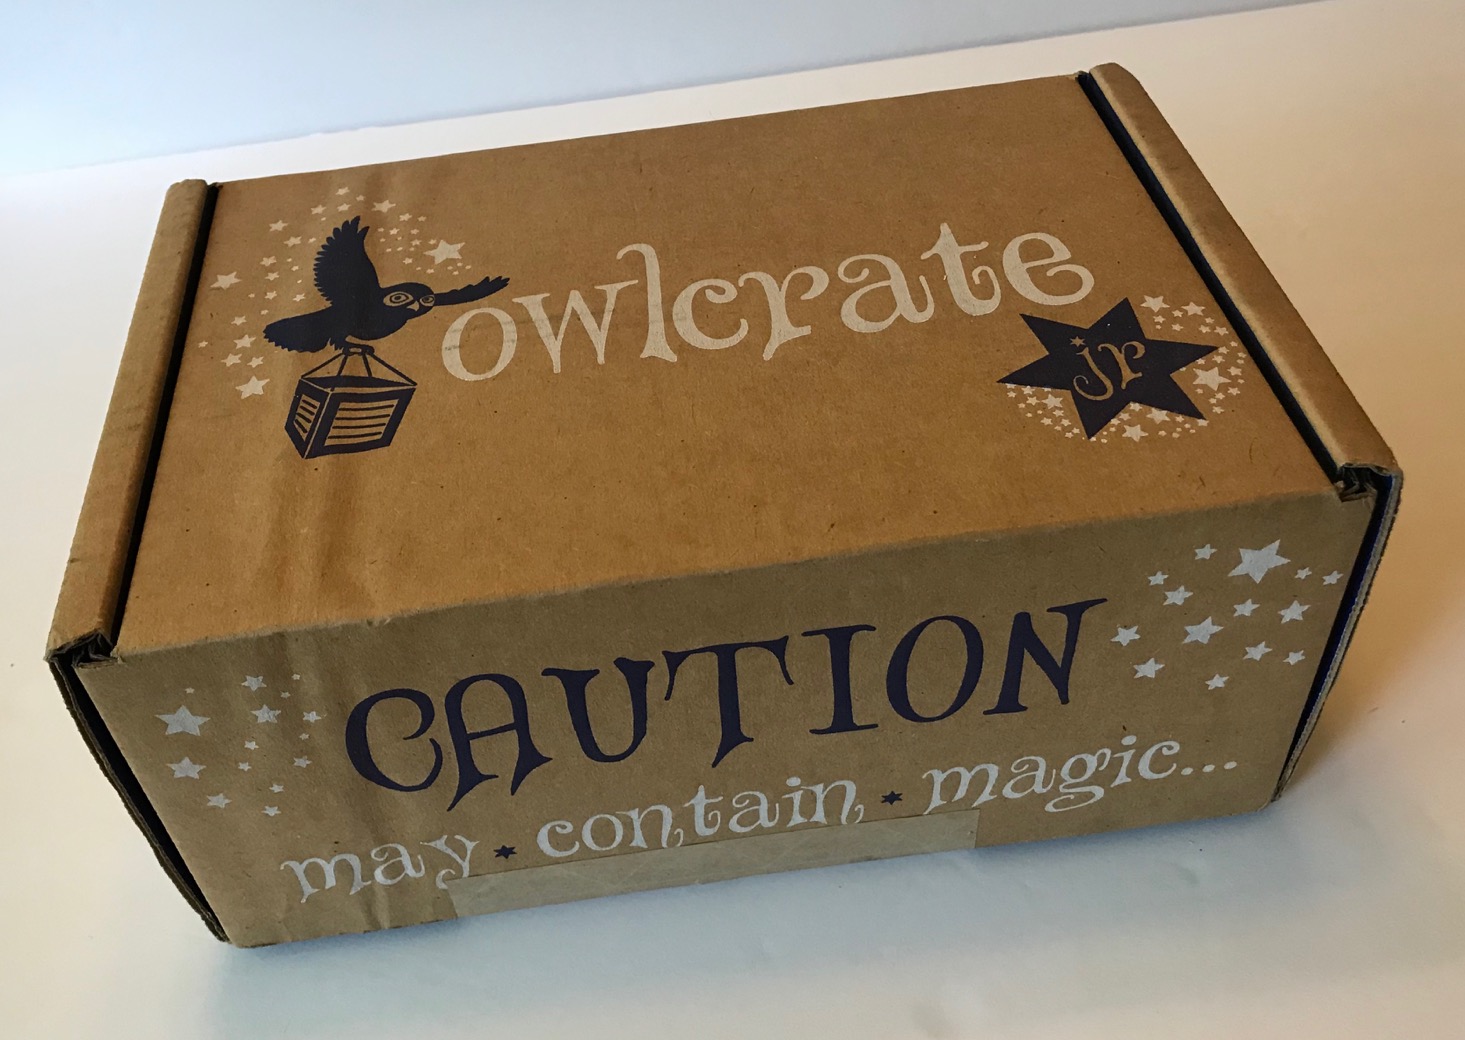 owlcrate
jr
CAUTION
may contain magic...